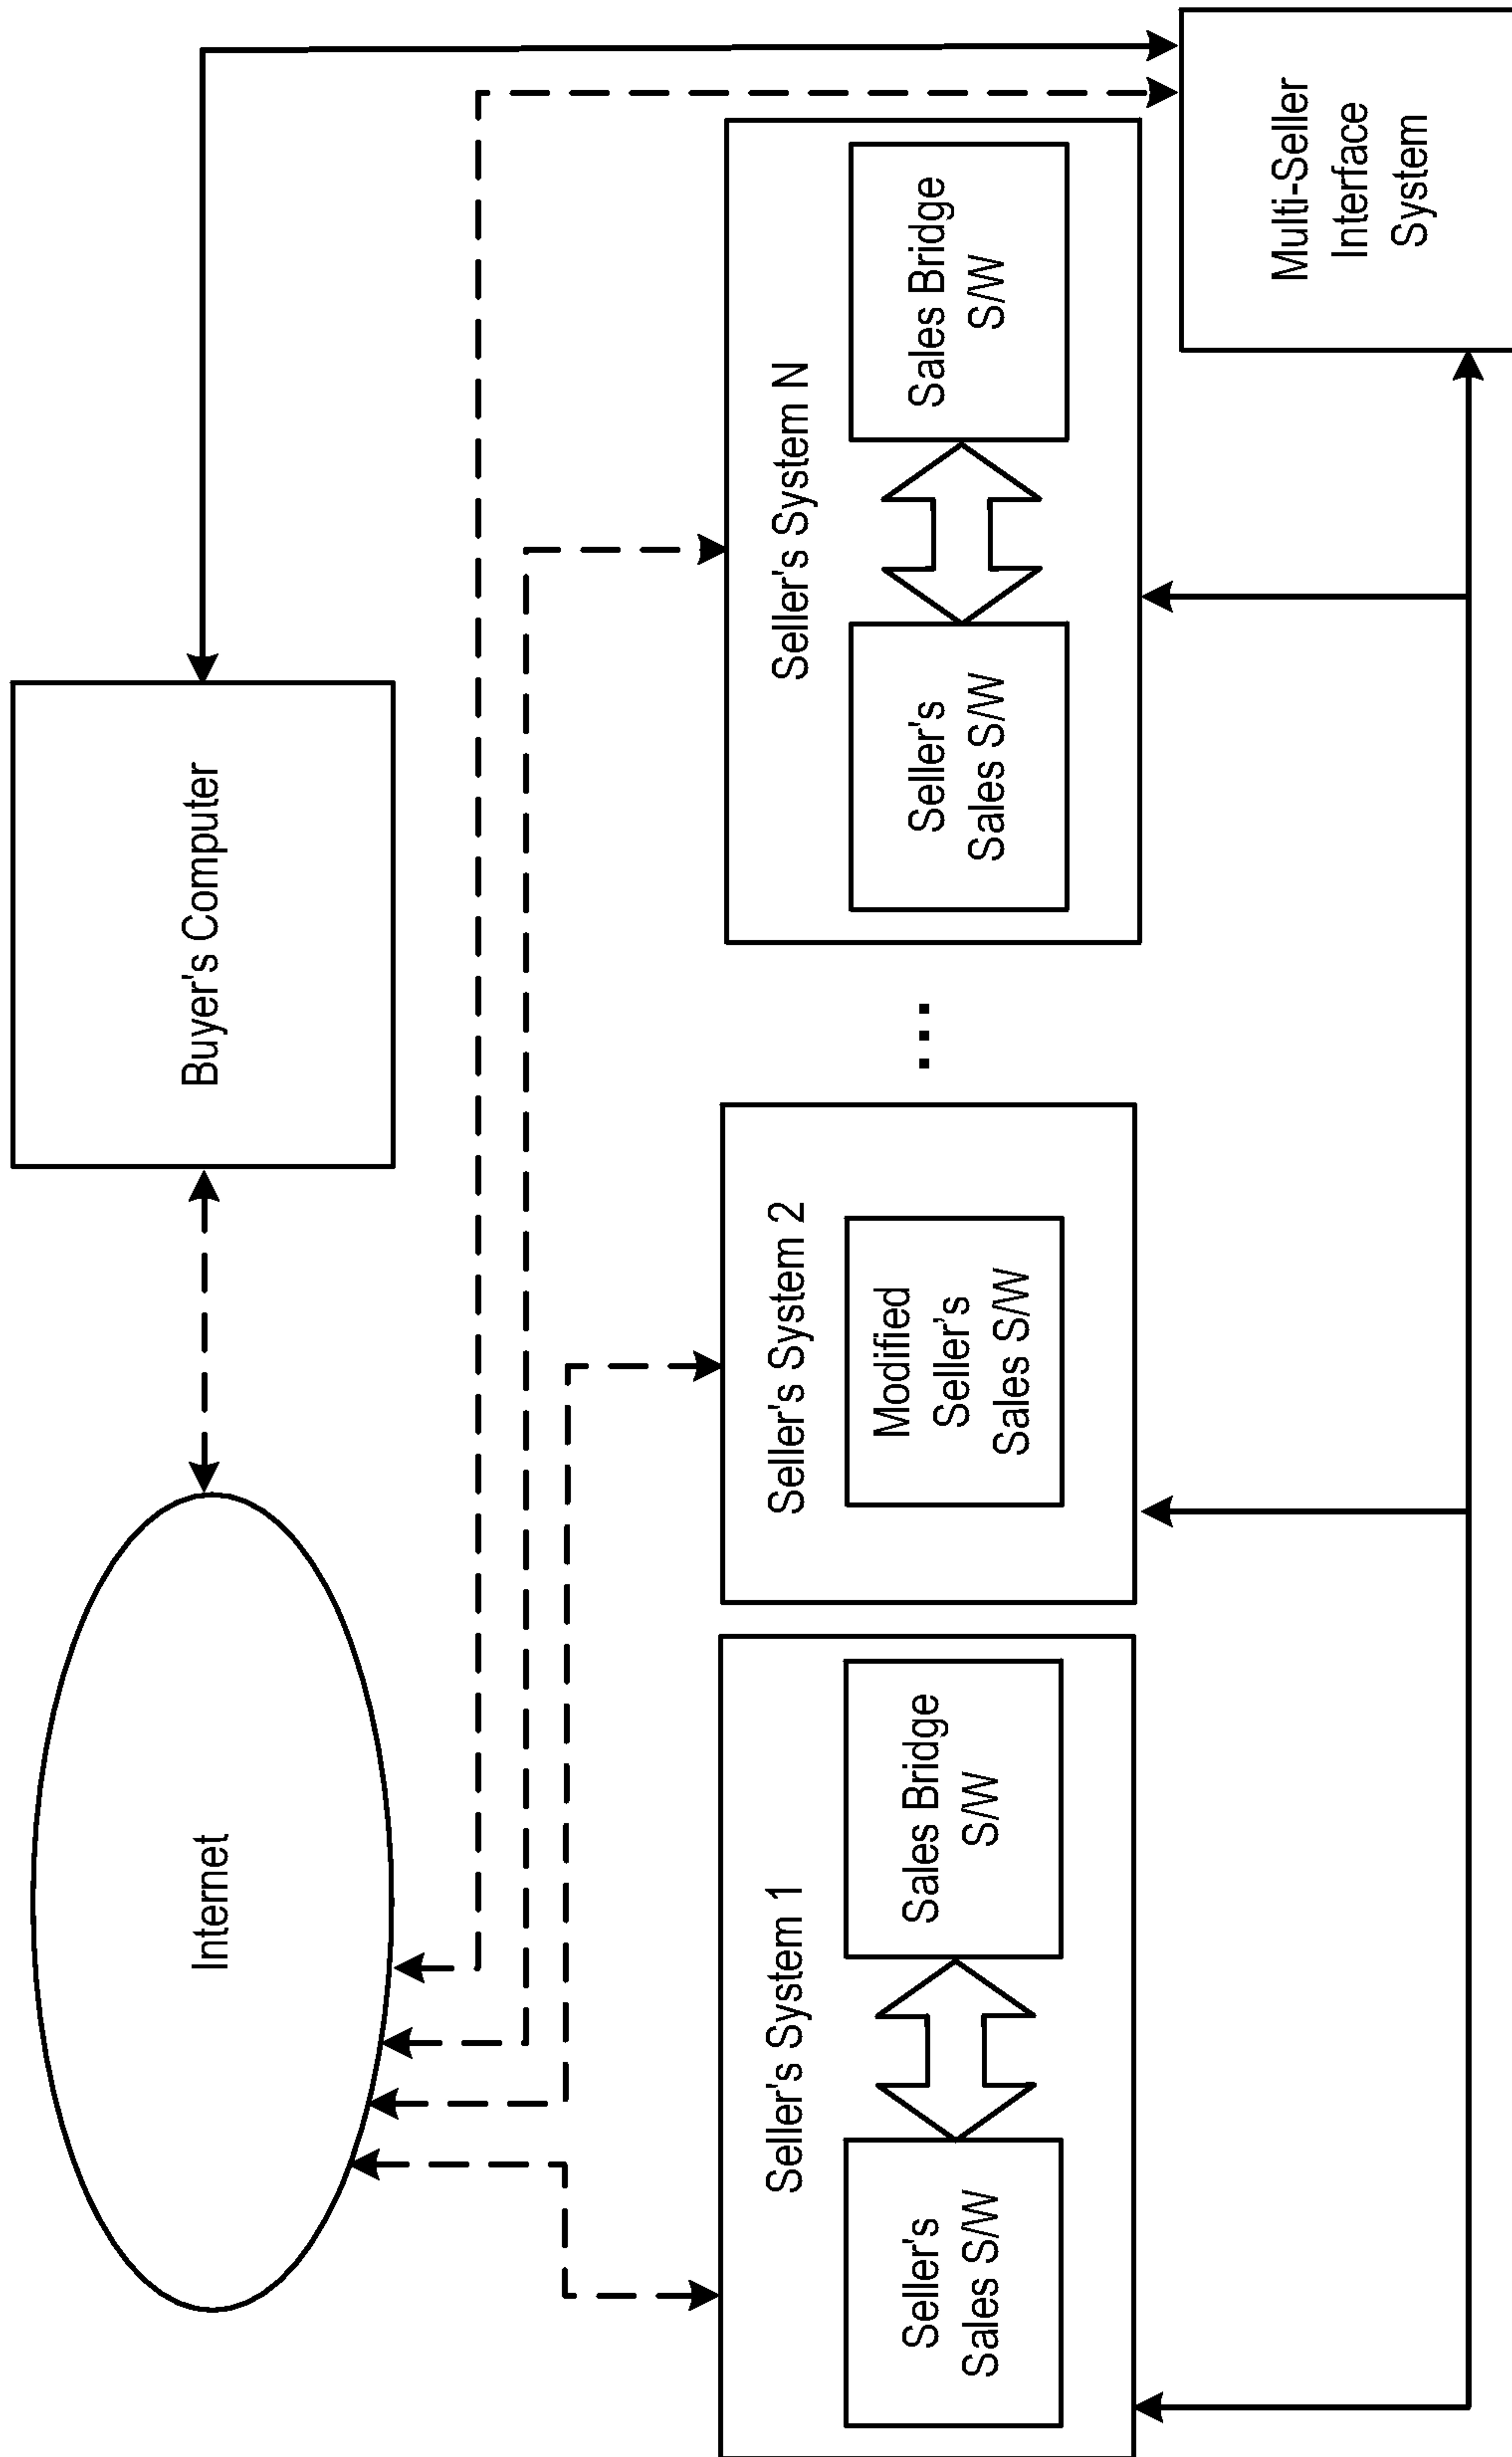 Internet
Buyer's Computer
Seller's System 1
Seller's
Sales S/W
Sales Bridge
S/W
Seller's System 2
Modified
Seller's
Sales S/W
...
Seller's System N
Seller's
Sales S/W
Sales Bridge
S/W
Multi-Seller
Interface
System